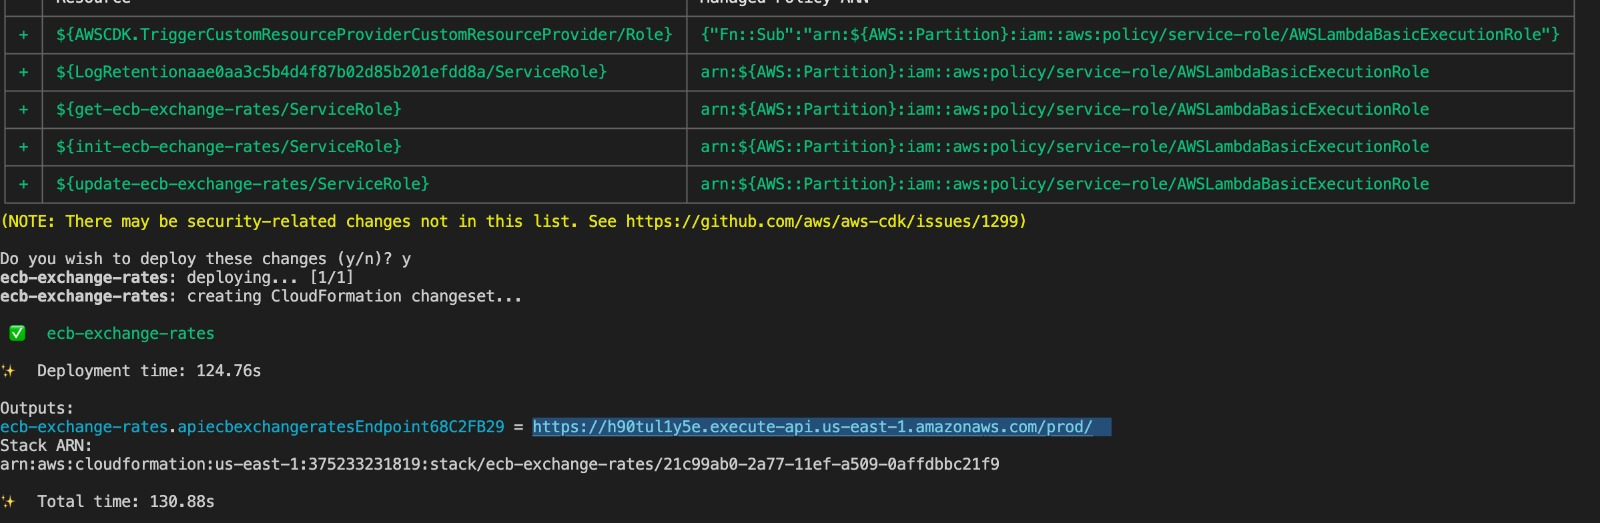 Resource Managed Policy ARN
+ ${AWSCDK.TriggerCustomResourceProviderCustomResourceProvider/Role} {"Fn::Sub":"arn:${AWS::Partition}:iam::aws:policy/service-role/AWSLambdaBasicExecutionRole"}
+ ${LogRetentionaae0aa3c5b4d4f87b02d85b201efdd8a/ServiceRole} arn:${AWS::Partition}:iam::aws:policy/service-role/AWSLambdaBasicExecutionRole
+ ${get-ecb-exchange-rates/ServiceRole} arn:${AWS::Partition}:iam::aws:policy/service-role/AWSLambdaBasicExecutionRole
+ ${init-ecb-echange-rates/ServiceRole} arn:${AWS::Partition}:iam::aws:policy/service-role/AWSLambdaBasicExecutionRole
+ ${update-ecb-exchange-rates/ServiceRole} arn:${AWS::Partition}:iam::aws:policy/service-role/AWSLambdaBasicExecutionRole
(NOTE: There may be security-related changes not in this list. See https://github.com/aws/aws-cdk/issues/1299)
Do you wish to deploy these changes (y/n)? y
ecb-exchange-rates: deploying... [1/1]
ecb-exchange-rates: creating CloudFormation changeset...
✅ ecb-exchange-rates
✨ Deployment time: 124.76s
Outputs:
ecb-exchange-rates.apiecbexchangeratesEndpoint68C2FB29 = https://h90tul1y5e.execute-api.us-east-1.amazonaws.com/prod/
Stack ARN:
arn:aws:cloudformation:us-east-1:375233231819:stack/ecb-exchange-rates/21c99ab0-2a77-11ef-a509-0affdbbc21f9
✨ Total time: 130.88s